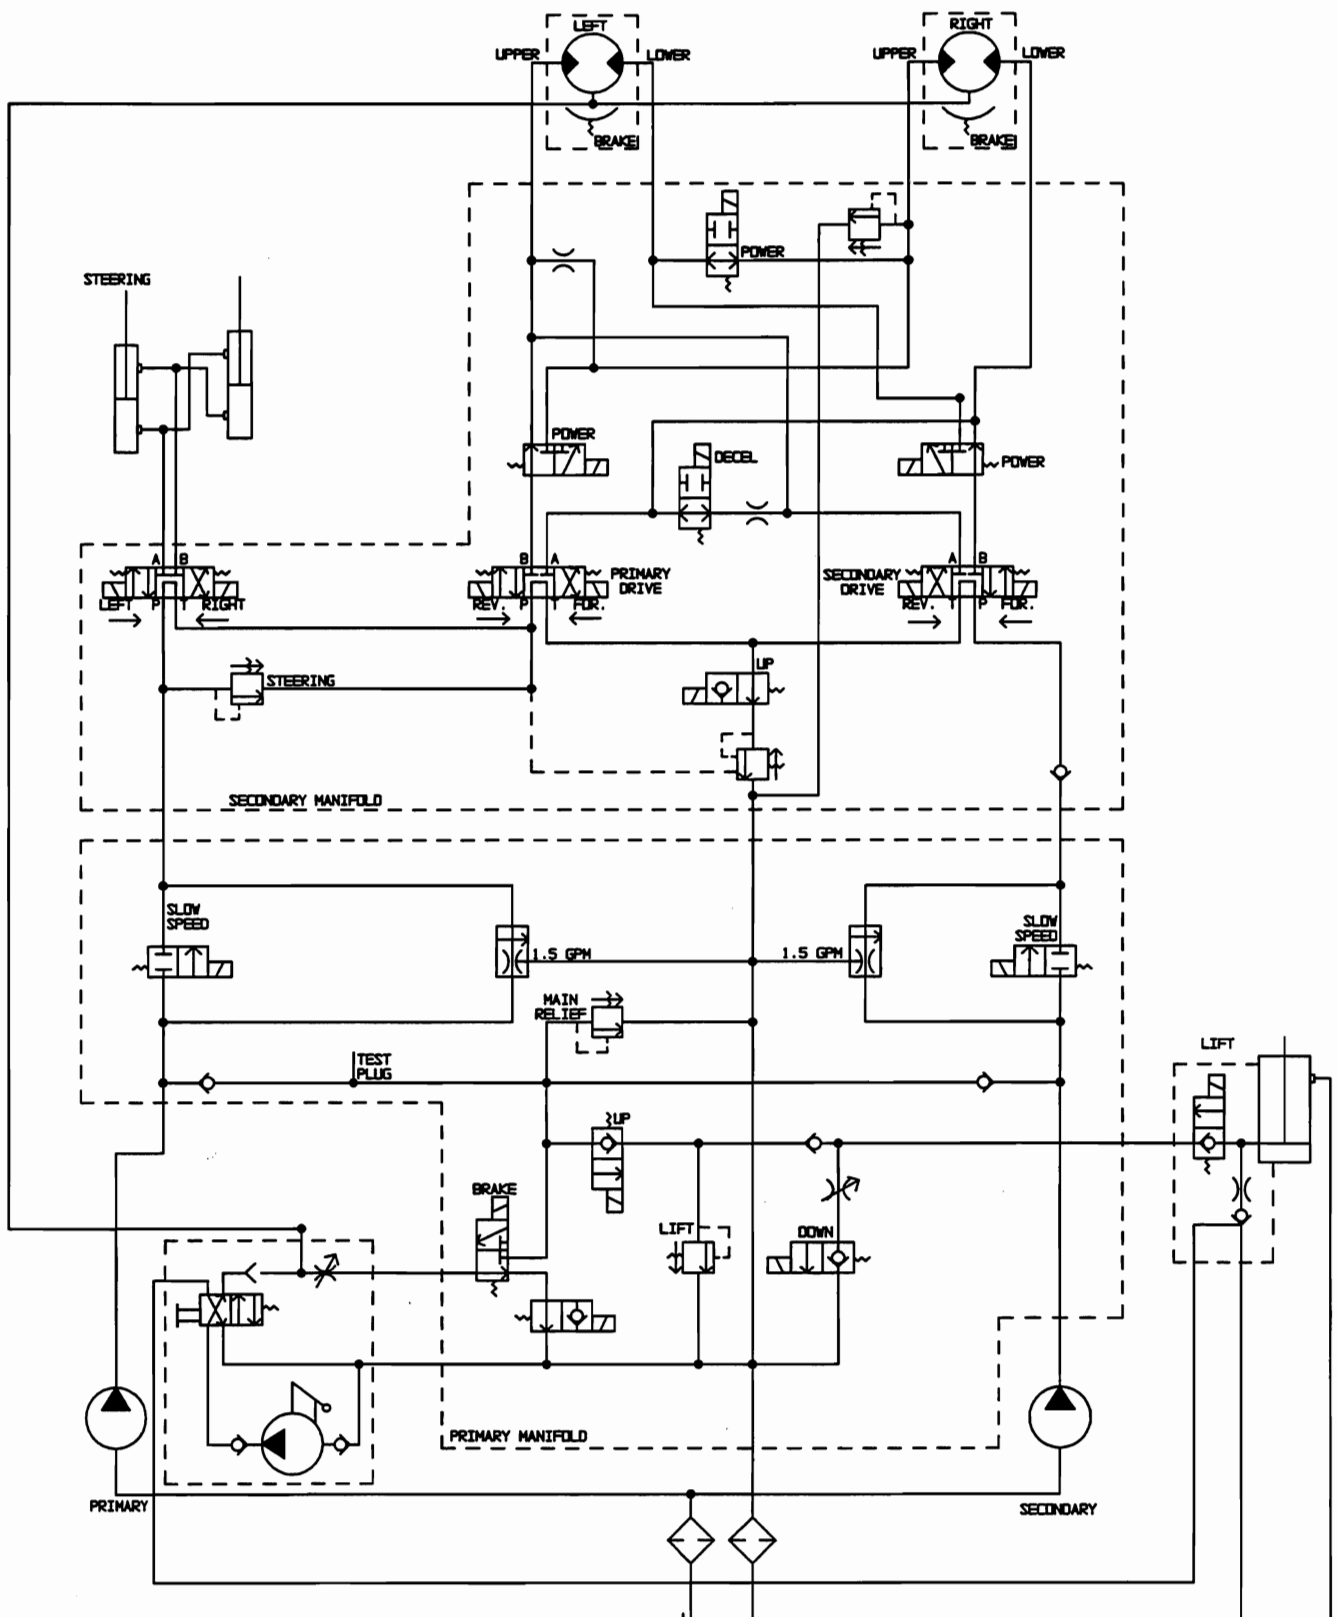 LEFT
RIGHT
UPPER
LOWER
UPPER
LOWER
BRAKE
BRAKE
POWER
STEERING
POWER
DECEL
POWER
A B
B A
A B
PRIMARY
DRIVE
SECONDARY
DRIVE
LEFT P T RIGHT
REV. P T FOR.
REV. T P FOR.
UP
STEERING
SECONDARY MANIFOLD
SLOW
SPEED
SLOW
SPEED
1.5 GPM
1.5 GPM
MAIN
RELIEF
LIFT
TEST
PLUG
UP
BRAKE
LIFT
DOWN
PRIMARY MANIFOLD
PRIMARY
SECONDARY